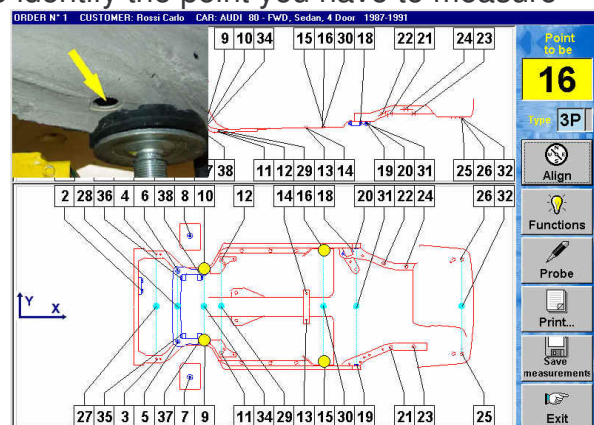 o identify the point you have to measure
ORDER N° 1 CUSTOMER: Rossi Carlo CAR: AUDI 80 - FWD, Sedan, 4 Door 1987-1991
9 10 34 15 16 30 18 22 21 24 23
7 38 11 12 29 13 14 19 20 31 25 26 32
2 28 36 4 6 38 8 10 12 14 16 18 20 31 22 24 26 32
Y X
27 35 3 5 37 7 9 11 34 29 13 15 30 19 21 23 25
Point
to be
16
Type 3P
Align
Functions
Probe
Print...
Save
measurements
Exit